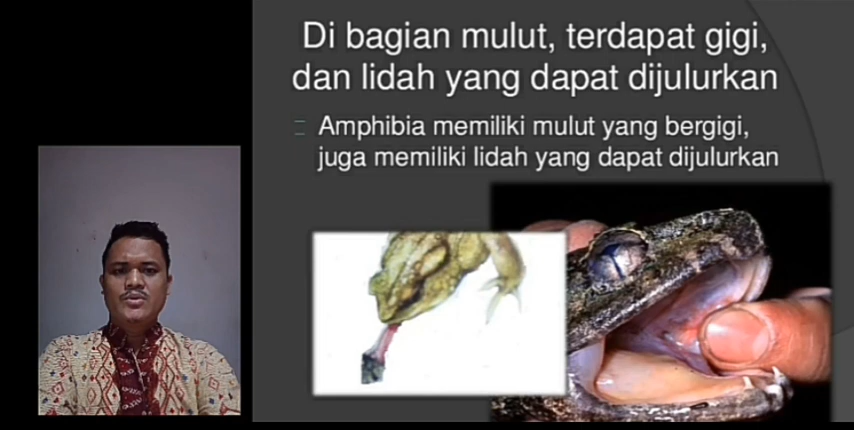 Di bagian mulut, terdapat gigi,
dan lidah yang dapat dijulurkan
Amphibia memiliki mulut yang bergigi,
juga memiliki lidah yang dapat dijulurkan